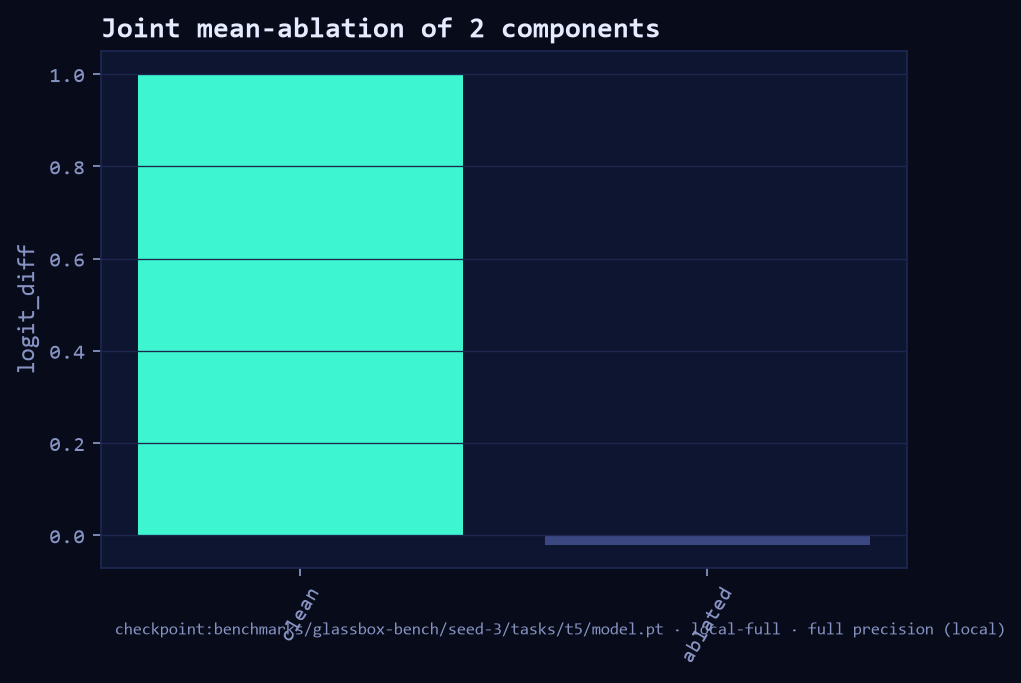 Joint mean-ablation of 2 components
1.0
0.8
0.6
0.4
0.2
0.0
logit_diff
clean
ablated
checkpoint:benchmarks/glassbox-bench/seed-3/tasks/t5/model.pt · local-full · full precision (local)